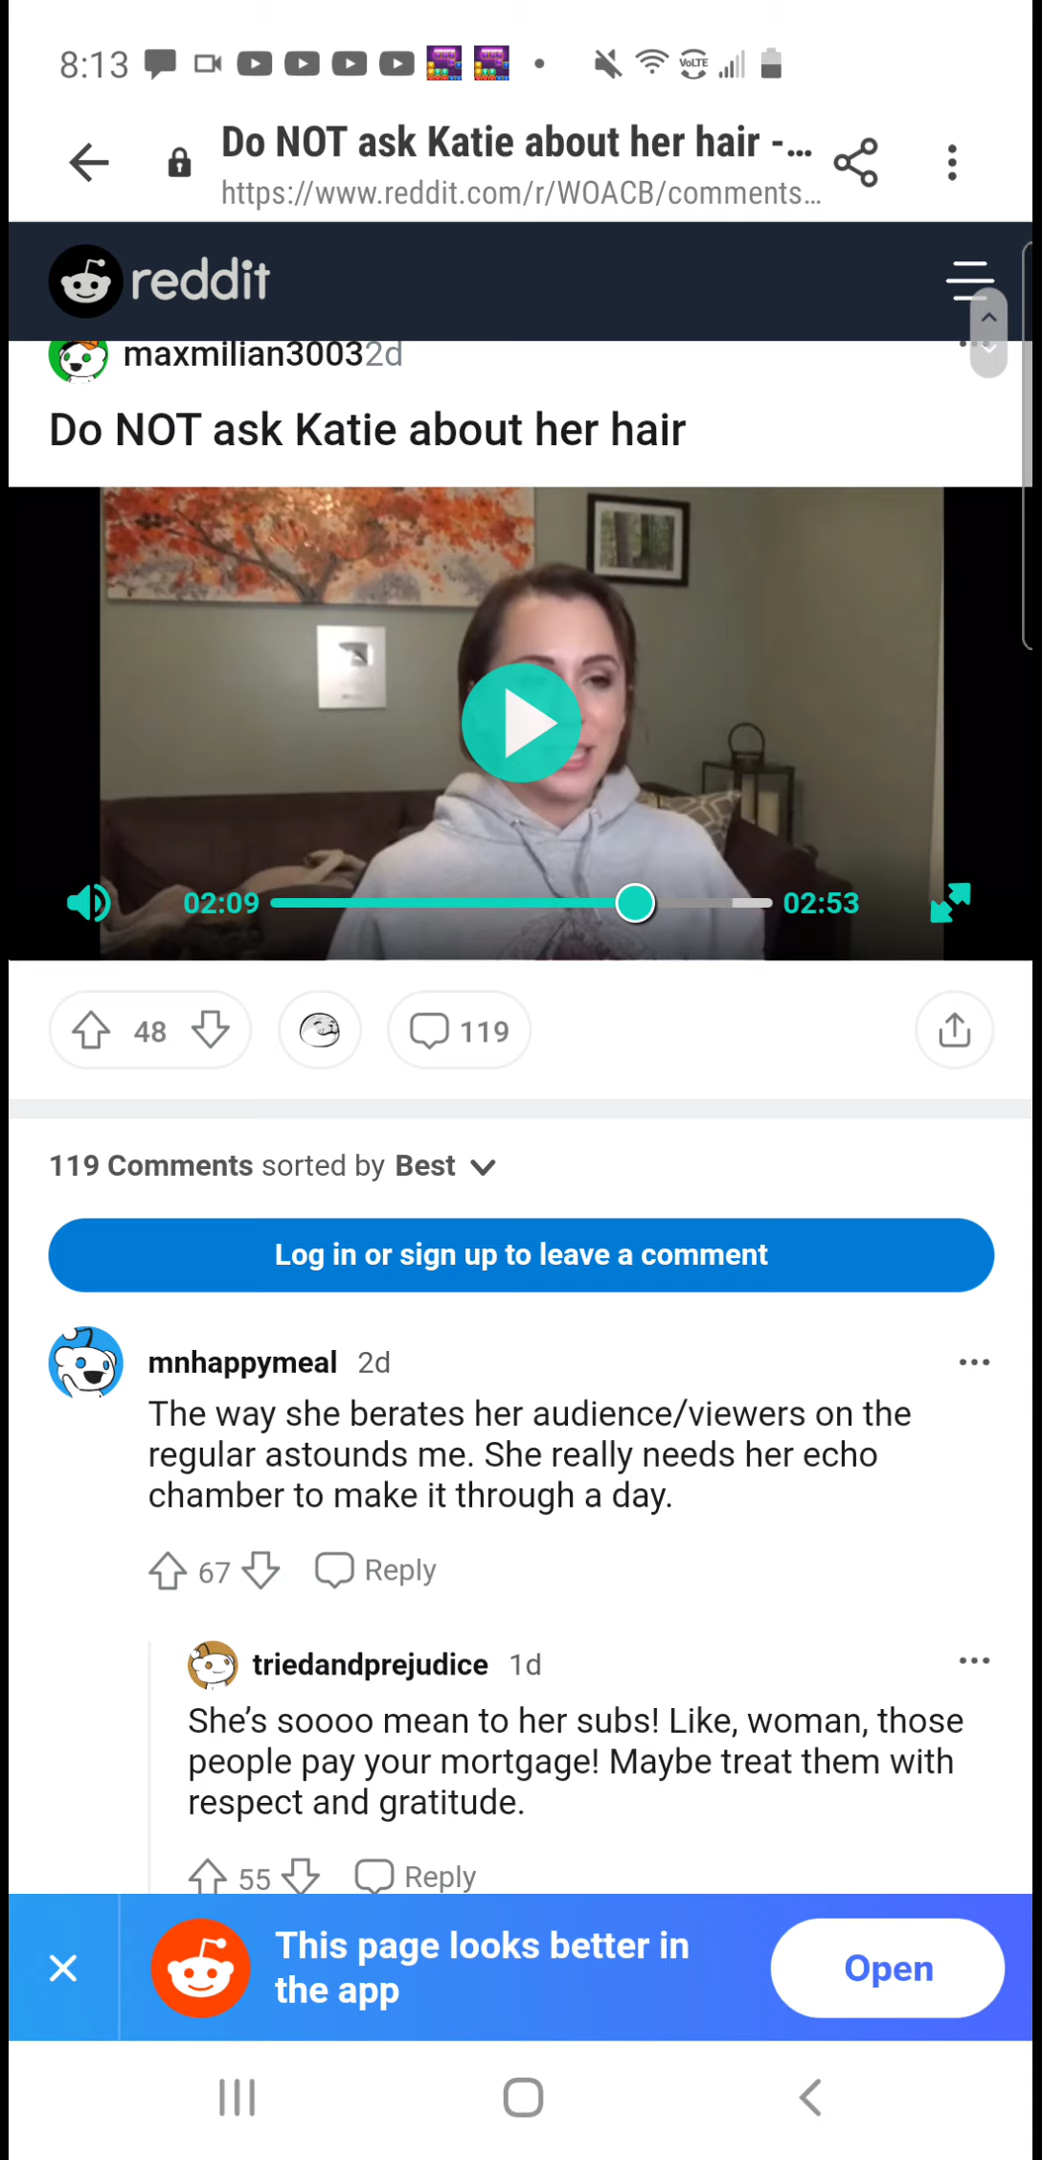 8:13
VoLTE
Do NOT ask Katie about her hair -...
https://www.reddit.com/r/WOACB/comments...
reddit
maxmilian3003 2d
Do NOT ask Katie about her hair
02:09 02:53
48 119
119 Comments sorted by Best
Log in or sign up to leave a comment
mnhappymeal 2d
The way she berates her audience/viewers on the
regular astounds me. She really needs her echo
chamber to make it through a day.
67 Reply
triedandprejudice 1d
She's soooo mean to her subs! Like, woman, those
people pay your mortgage! Maybe treat them with
respect and gratitude.
55 Reply
This page looks better in
the app
Open